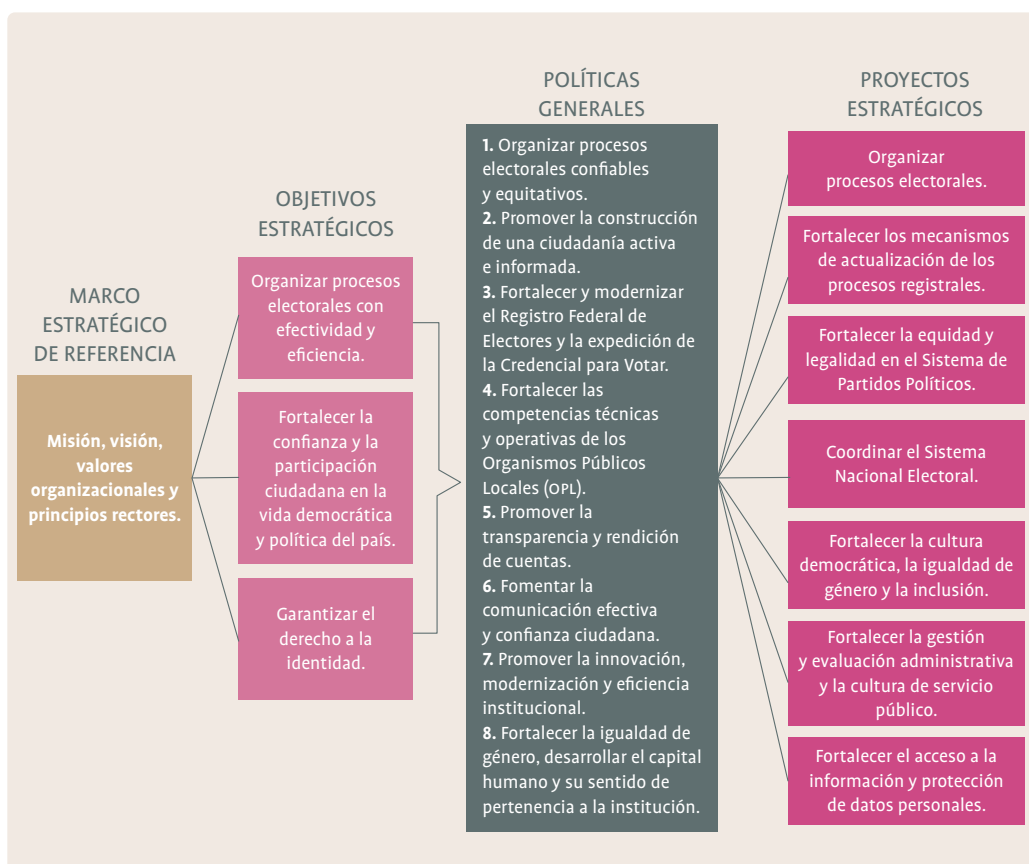 MARCO
ESTRATÉGICO
DE REFERENCIA
Misión, visión,
valores
organizacionales y
principios rectores.
OBJETIVOS
ESTRATÉGICOS
Organizar procesos
electorales con
efectividad y
eficiencia.
Fortalecer la
confianza y la
participación
ciudadana en la
vida democrática
y política del país.
Garantizar el
derecho a la
identidad.
POLÍTICAS
GENERALES
1. Organizar procesos
electorales confiables
y equitativos.
2. Promover la construcción
de una ciudadanía activa
e informada.
3. Fortalecer y modernizar
el Registro Federal de
Electores y la expedición de
la Credencial para Votar.
4. Fortalecer las
competencias técnicas
y operativas de los
Organismos Públicos
Locales (OPL).
5. Promover la
transparencia y rendición
de cuentas.
6. Fomentar la
comunicación efectiva
y confianza ciudadana.
7. Promover la innovación,
modernización y eficiencia
institucional.
8. Fortalecer la igualdad de
género, desarrollar el capital
humano y su sentido de
pertenencia a la institución.
PROYECTOS
ESTRATÉGICOS
Organizar
procesos electorales.
Fortalecer los mecanismos
de actualización de los
procesos registrales.
Fortalecer la equidad y
legalidad en el Sistema de
Partidos Políticos.
Coordinar el Sistema
Nacional Electoral.
Fortalecer la cultura
democrática, la igualdad de
género y la inclusión.
Fortalecer la gestión
y evaluación administrativa
y la cultura de servicio
público.
Fortalecer el acceso a la
información y protección
de datos personales.